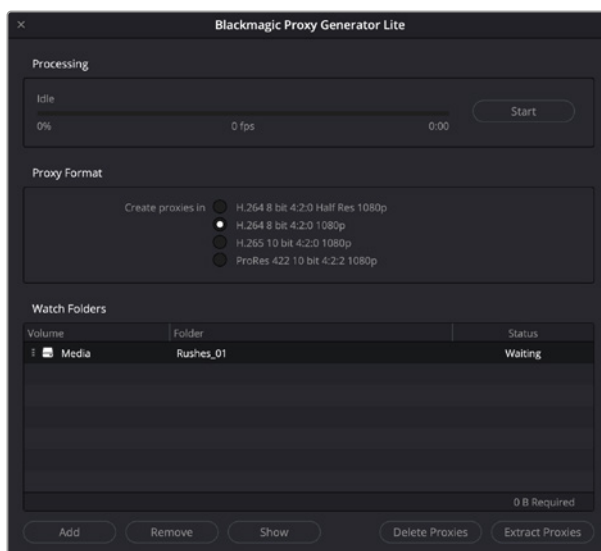 Blackmagic Proxy Generator Lite
Processing
Idle
0% 0 fps 0:00
Start
Proxy Format
Create proxies in H.264 8 bit 4:2:0 Half Res 1080p
H.264 8 bit 4:2:0 1080p
H.265 10 bit 4:2:0 1080p
ProRes 422 10 bit 4:2:2 1080p
Watch Folders
Volume Folder Status
Media Rushes_01 Waiting
0 B Required
Add Remove Show Delete Proxies Extract Proxies